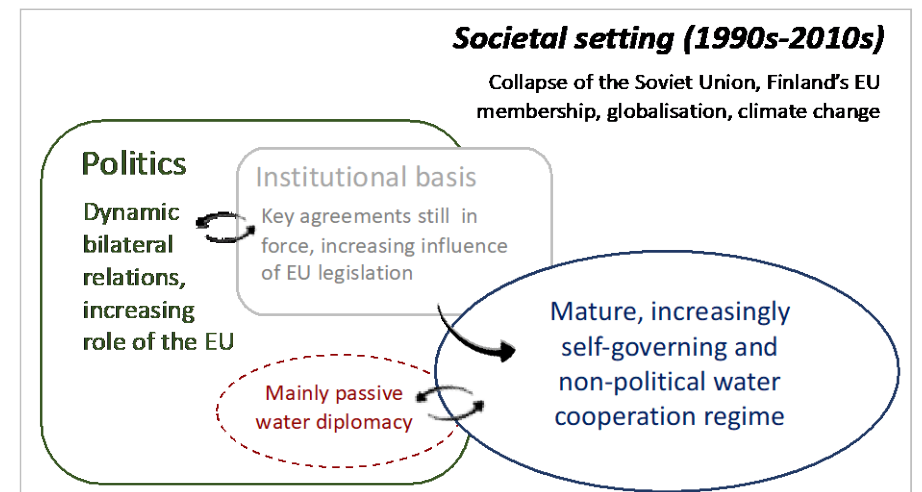 Societal setting (1990s-2010s)
Collapse of the Soviet Union, Finland's EU
membership, globalisation, climate change
Politics
Dynamic
bilateral
relations,
increasing
role of the EU
Institutional basis
Key agreements still in
force, increasing influence
of EU legislation
Mature, increasingly
self-governing and
non-political water
cooperation regime
Mainly passive
water diplomacy